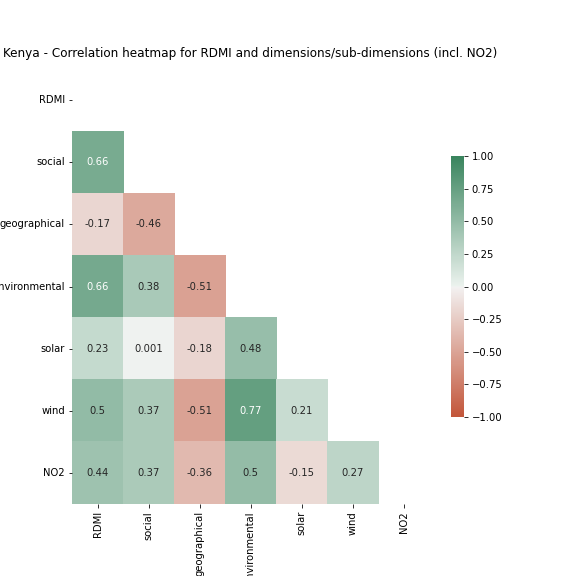 Kenya - Correlation heatmap for RDMI and dimensions/sub-dimensions (incl. NO2)
RDMI
social
0.66
geographical
-0.17 -0.46
nvironmental
0.66 0.38 -0.51
solar
0.23 0.001 -0.18 0.48
wind
0.5 0.37 -0.51 0.77 0.21
NO2
0.44 0.37 -0.36 0.5 -0.15 0.27
RDMI
social
geographical
nvironmental
solar
wind
NO2
1.00
0.75
0.50
0.25
0.00
−0.25
−0.50
−0.75
−1.00